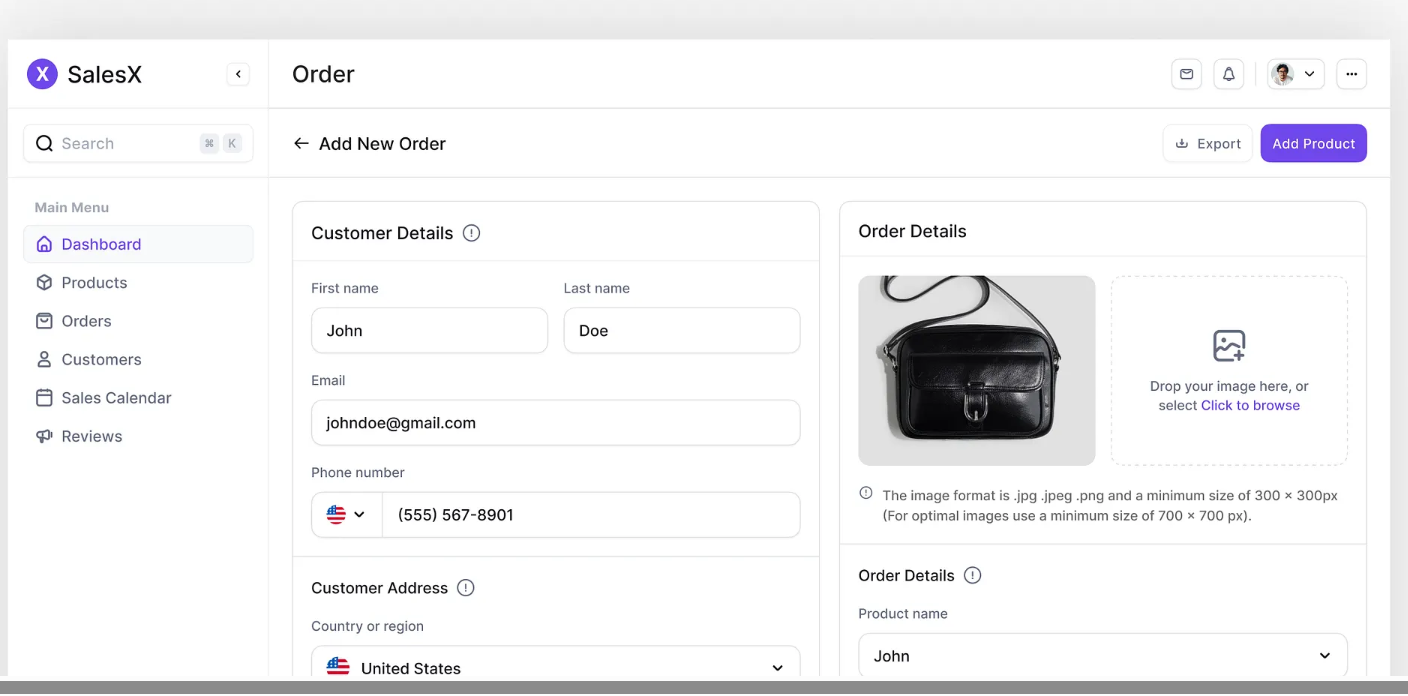 X SalesX
Search ⌘ K
Main Menu
Dashboard
Products
Orders
Customers
Sales Calendar
Reviews
Order
Add New Order
Export
Add Product
Customer Details
First name
Last name
John
Doe
Email
johndoe@gmail.com
Phone number
(555) 567-8901
Customer Address
Country or region
United States
Order Details
Drop your image here, or
select Click to browse
The image format is .jpg .jpeg .png and a minimum size of 300 × 300px
(For optimal images use a minimum size of 700 × 700 px).
Order Details
Product name
John